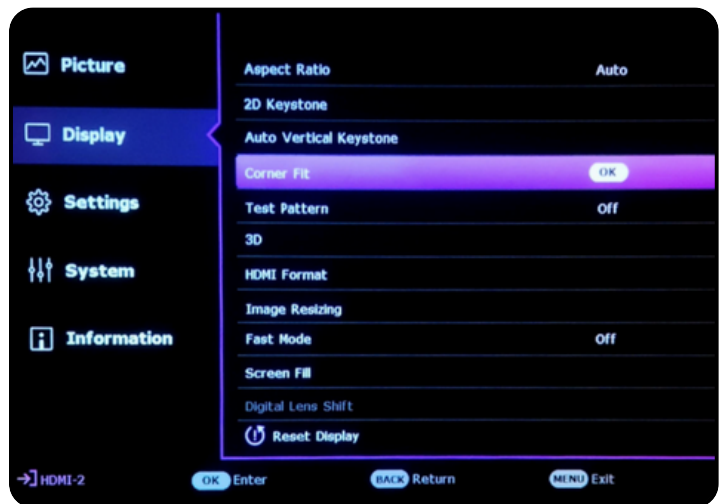 Picture
Display
Settings
System
Information
Aspect Ratio Auto
2D Keystone
Auto Vertical Keystone
Corner Fit OK
Test Pattern Off
3D
HDMI Format
Image Resizing
Fast Mode Off
Screen Fill
Digital Lens Shift
Reset Display
HDMI-2 OK Enter BACK Return MENU Exit